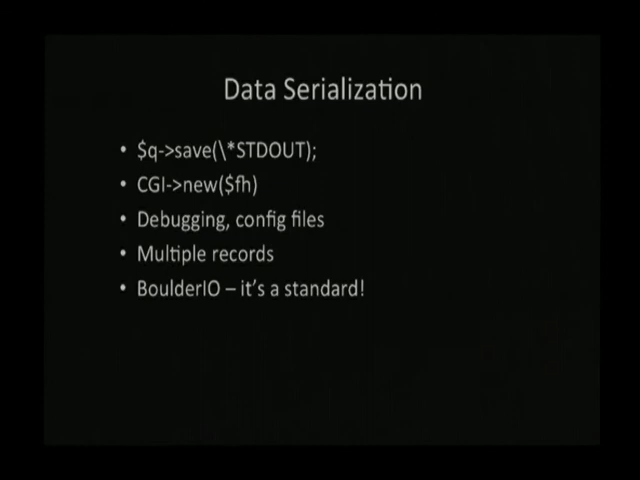 Data Serialization
• $q->save(\*STDOUT);
• CGI->new($fh)
• Debugging, config files
• Multiple records
• BoulderIO – it's a standard!